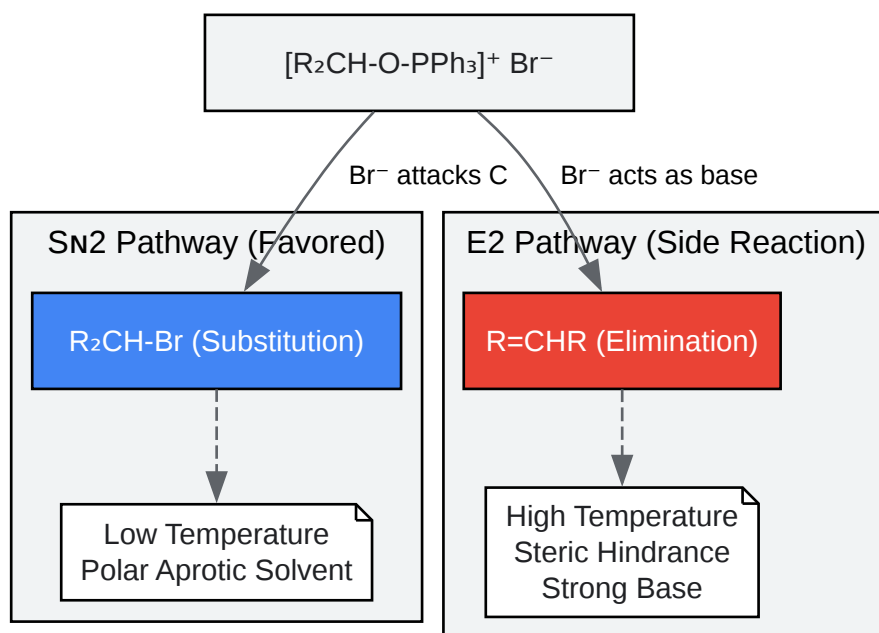 [R₂CH-O-PPh₃]⁺ Br⁻
Br⁻ attacks C
Br⁻ acts as base
Sɴ2 Pathway (Favored)
E2 Pathway (Side Reaction)
R₂CH-Br (Substitution)
R=CHR (Elimination)
Low Temperature
Polar Aprotic Solvent
High Temperature
Steric Hindrance
Strong Base